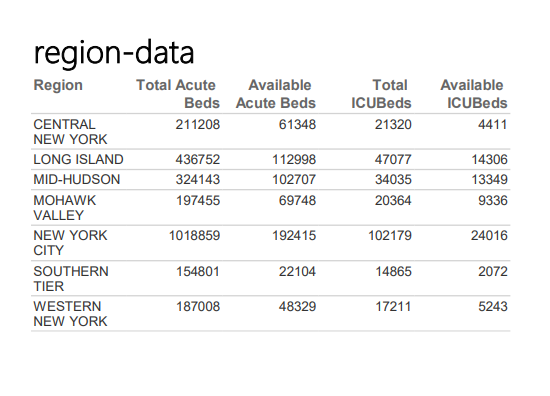 region-data
Region Total Acute Beds Available Acute Beds Total ICUBeds Available ICUBeds
CENTRAL NEW YORK 211208 61348 21320 4411
LONG ISLAND 436752 112998 47077 14306
MID-HUDSON 324143 102707 34035 13349
MOHAWK VALLEY 197455 69748 20364 9336
NEW YORK CITY 1018859 192415 102179 24016
SOUTHERN TIER 154801 22104 14865 2072
WESTERN NEW YORK 187008 48329 17211 5243